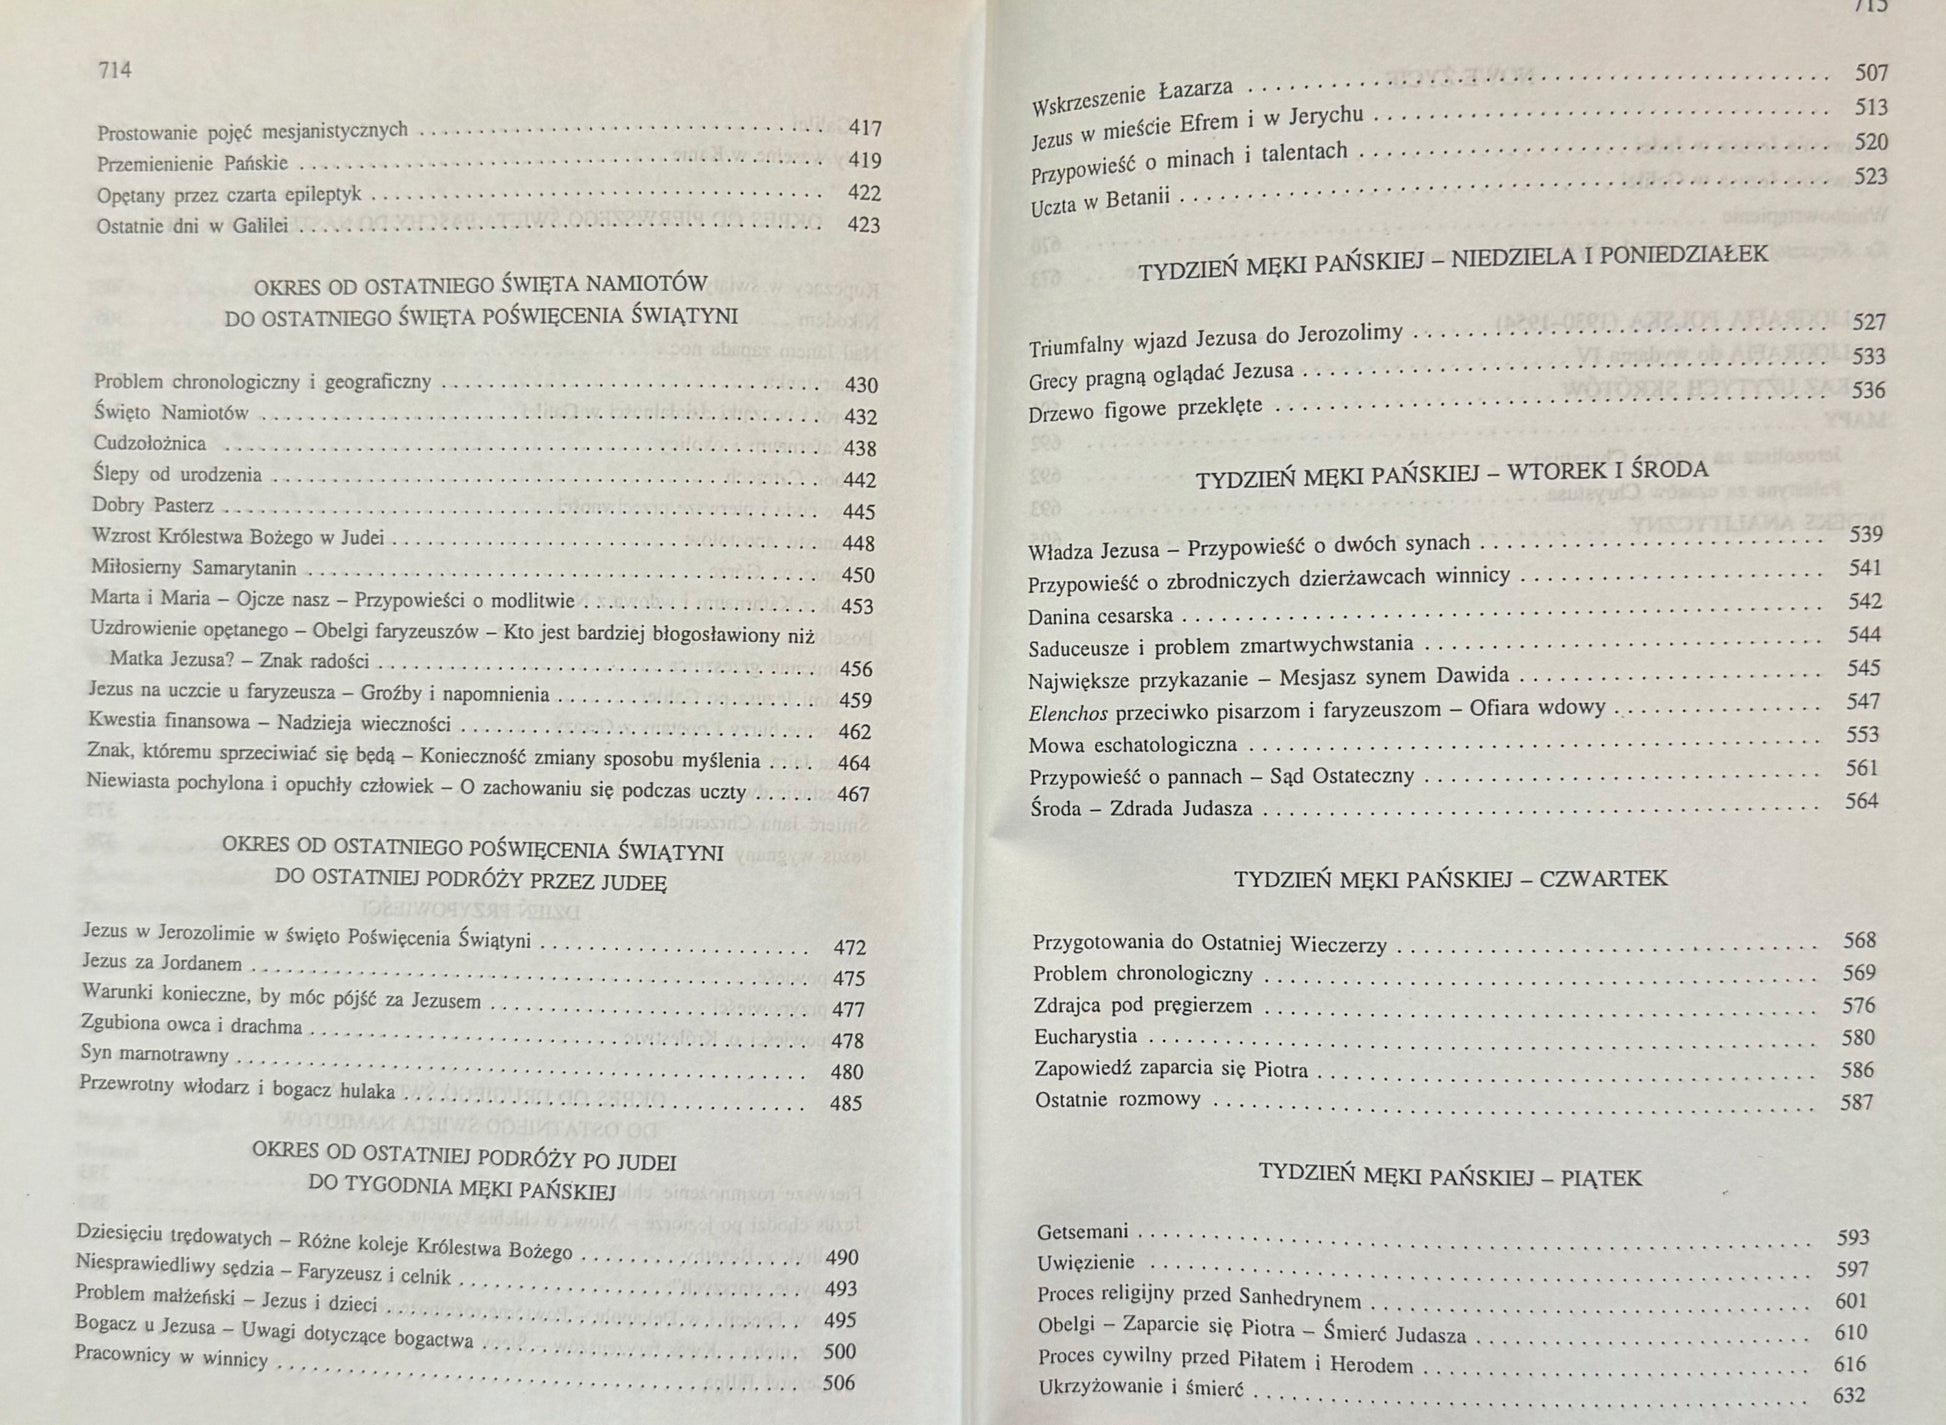 714
Prostowanie pojęć mesjanistycznych . . . . . . . . . . 417
Przemienienie Pańskie . . . . . . . . . . 419
Opętany przez czarta epileptyk . . . . . . . . . . 422
Ostatnie dni w Galilei . . . . . . . . . . 423
OKRES OD OSTATNIEGO ŚWIĘTA NAMIOTÓW
DO OSTATNIEGO ŚWIĘTA POŚWIĘCENIA ŚWIĄTYNI
Problem chronologiczny i geograficzny . . . . . . . . . . 430
Święto Namiotów . . . . . . . . . . 432
Cudzołożnica . . . . . . . . . . 438
Ślepy od urodzenia . . . . . . . . . . 442
Dobry Pasterz . . . . . . . . . . 445
Wzrost Królestwa Bożego w Judei . . . . . . . . . . 448
Miłosierny Samarytanin . . . . . . . . . . 450
Marta i Maria – Ojcze nasz – Przypowieści o modlitwie . . . . . . . . . . 453
Uzdrowienie opętanego – Obelgi faryzeuszów – Kto jest bardziej błogosławiony niż
Matka Jezusa? – Znak radości . . . . . . . . . . 456
Jezus na uczcie u faryzeusza – Groźby i napomnienia . . . . . . . . . . 459
Kwestia finansowa – Nadzieja wieczności . . . . . . . . . . 462
Znak, któremu sprzeciwiać się będą – Konieczność zmiany sposobu myślenia . . . . 464
Niewiasta pochylona i opuchły człowiek – O zachowaniu się podczas uczty . . . . . 467
OKRES OD OSTATNIEGO POŚWIĘCENIA ŚWIĄTYNI
DO OSTATNIEJ PODRÓŻY PRZEZ JUDEĘ
Jezus w Jerozolimie w święto Poświęcenia Świątyni . . . . . . . . . . 472
Jezus za Jordanem . . . . . . . . . . 475
Warunki konieczne, by móc pójść za Jezusem . . . . . . . . . . 477
Zgubiona owca i drachma . . . . . . . . . . 478
Syn marnotrawny . . . . . . . . . . 480
Przewrotny włodarz i bogacz hulaka . . . . . . . . . . 485
OKRES OD OSTATNIEJ PODRÓŻY PO JUDEI
DO TYGODNIA MĘKI PAŃSKIEJ
Dziesięciu trędowatych – Różne koleje Królestwa Bożego . . . . . . . . . . 490
Niesprawiedliwy sędzia – Faryzeusz i celnik . . . . . . . . . . 493
Problem małżeński – Jezus i dzieci . . . . . . . . . . 495
Bogacz u Jezusa – Uwagi dotyczące bogactwa . . . . . . . . . . 500
Pracownicy w winnicy . . . . . . . . . . 506
715
Wskrzeszenie Łazarza . . . . . . . . . . 507
Jezus w mieście Efrem i w Jerychu . . . . . . . . . . 513
Przypowieść o minach i talentach . . . . . . . . . . 520
Uczta w Betanii . . . . . . . . . . 523
TYDZIEŃ MĘKI PAŃSKIEJ – NIEDZIELA I PONIEDZIAŁEK
Triumfalny wjazd Jezusa do Jerozolimy . . . . . . . . . . 527
Grecy pragną oglądać Jezusa . . . . . . . . . . 533
Drzewo figowe przeklęte . . . . . . . . . . 536
TYDZIEŃ MĘKI PAŃSKIEJ – WTOREK I ŚRODA
Władza Jezusa – Przypowieść o dwóch synach . . . . . . . . . . 539
Przypowieść o zbrodniczych dzierżawcach winnicy . . . . . . . . . . 541
Danina cesarska . . . . . . . . . . 542
Saduceusze i problem zmartwychwstania . . . . . . . . . . 544
Największe przykazanie – Mesjasz synem Dawida . . . . . . . . . . 545
Elenchos przeciwko pisarzom i faryzeuszom – Ofiara wdowy . . . . . . . . . . 547
Mowa eschatologiczna . . . . . . . . . . 553
Przypowieść o pannach – Sąd Ostateczny . . . . . . . . . . 561
Środa – Zdrada Judasza . . . . . . . . . . 564
TYDZIEŃ MĘKI PAŃSKIEJ – CZWARTEK
Przygotowania do Ostatniej Wieczerzy . . . . . . . . . . 568
Problem chronologiczny . . . . . . . . . . 569
Zdrajca pod pręgierzem . . . . . . . . . . 576
Eucharystia . . . . . . . . . . 580
Zapowiedź zaparcia się Piotra . . . . . . . . . . 586
Ostatnie rozmowy . . . . . . . . . . 587
TYDZIEŃ MĘKI PAŃSKIEJ – PIĄTEK
Getsemani . . . . . . . . . . 593
Uwięzienie . . . . . . . . . . 597
Proces religijny przed Sanhedrynem . . . . . . . . . . 601
Obelgi – Zaparcie się Piotra – Śmierć Judasza . . . . . . . . . . 610
Proces cywilny przed Piłatem i Herodem . . . . . . . . . . 616
Ukrzyżowanie i śmierć . . . . . . . . . . 632